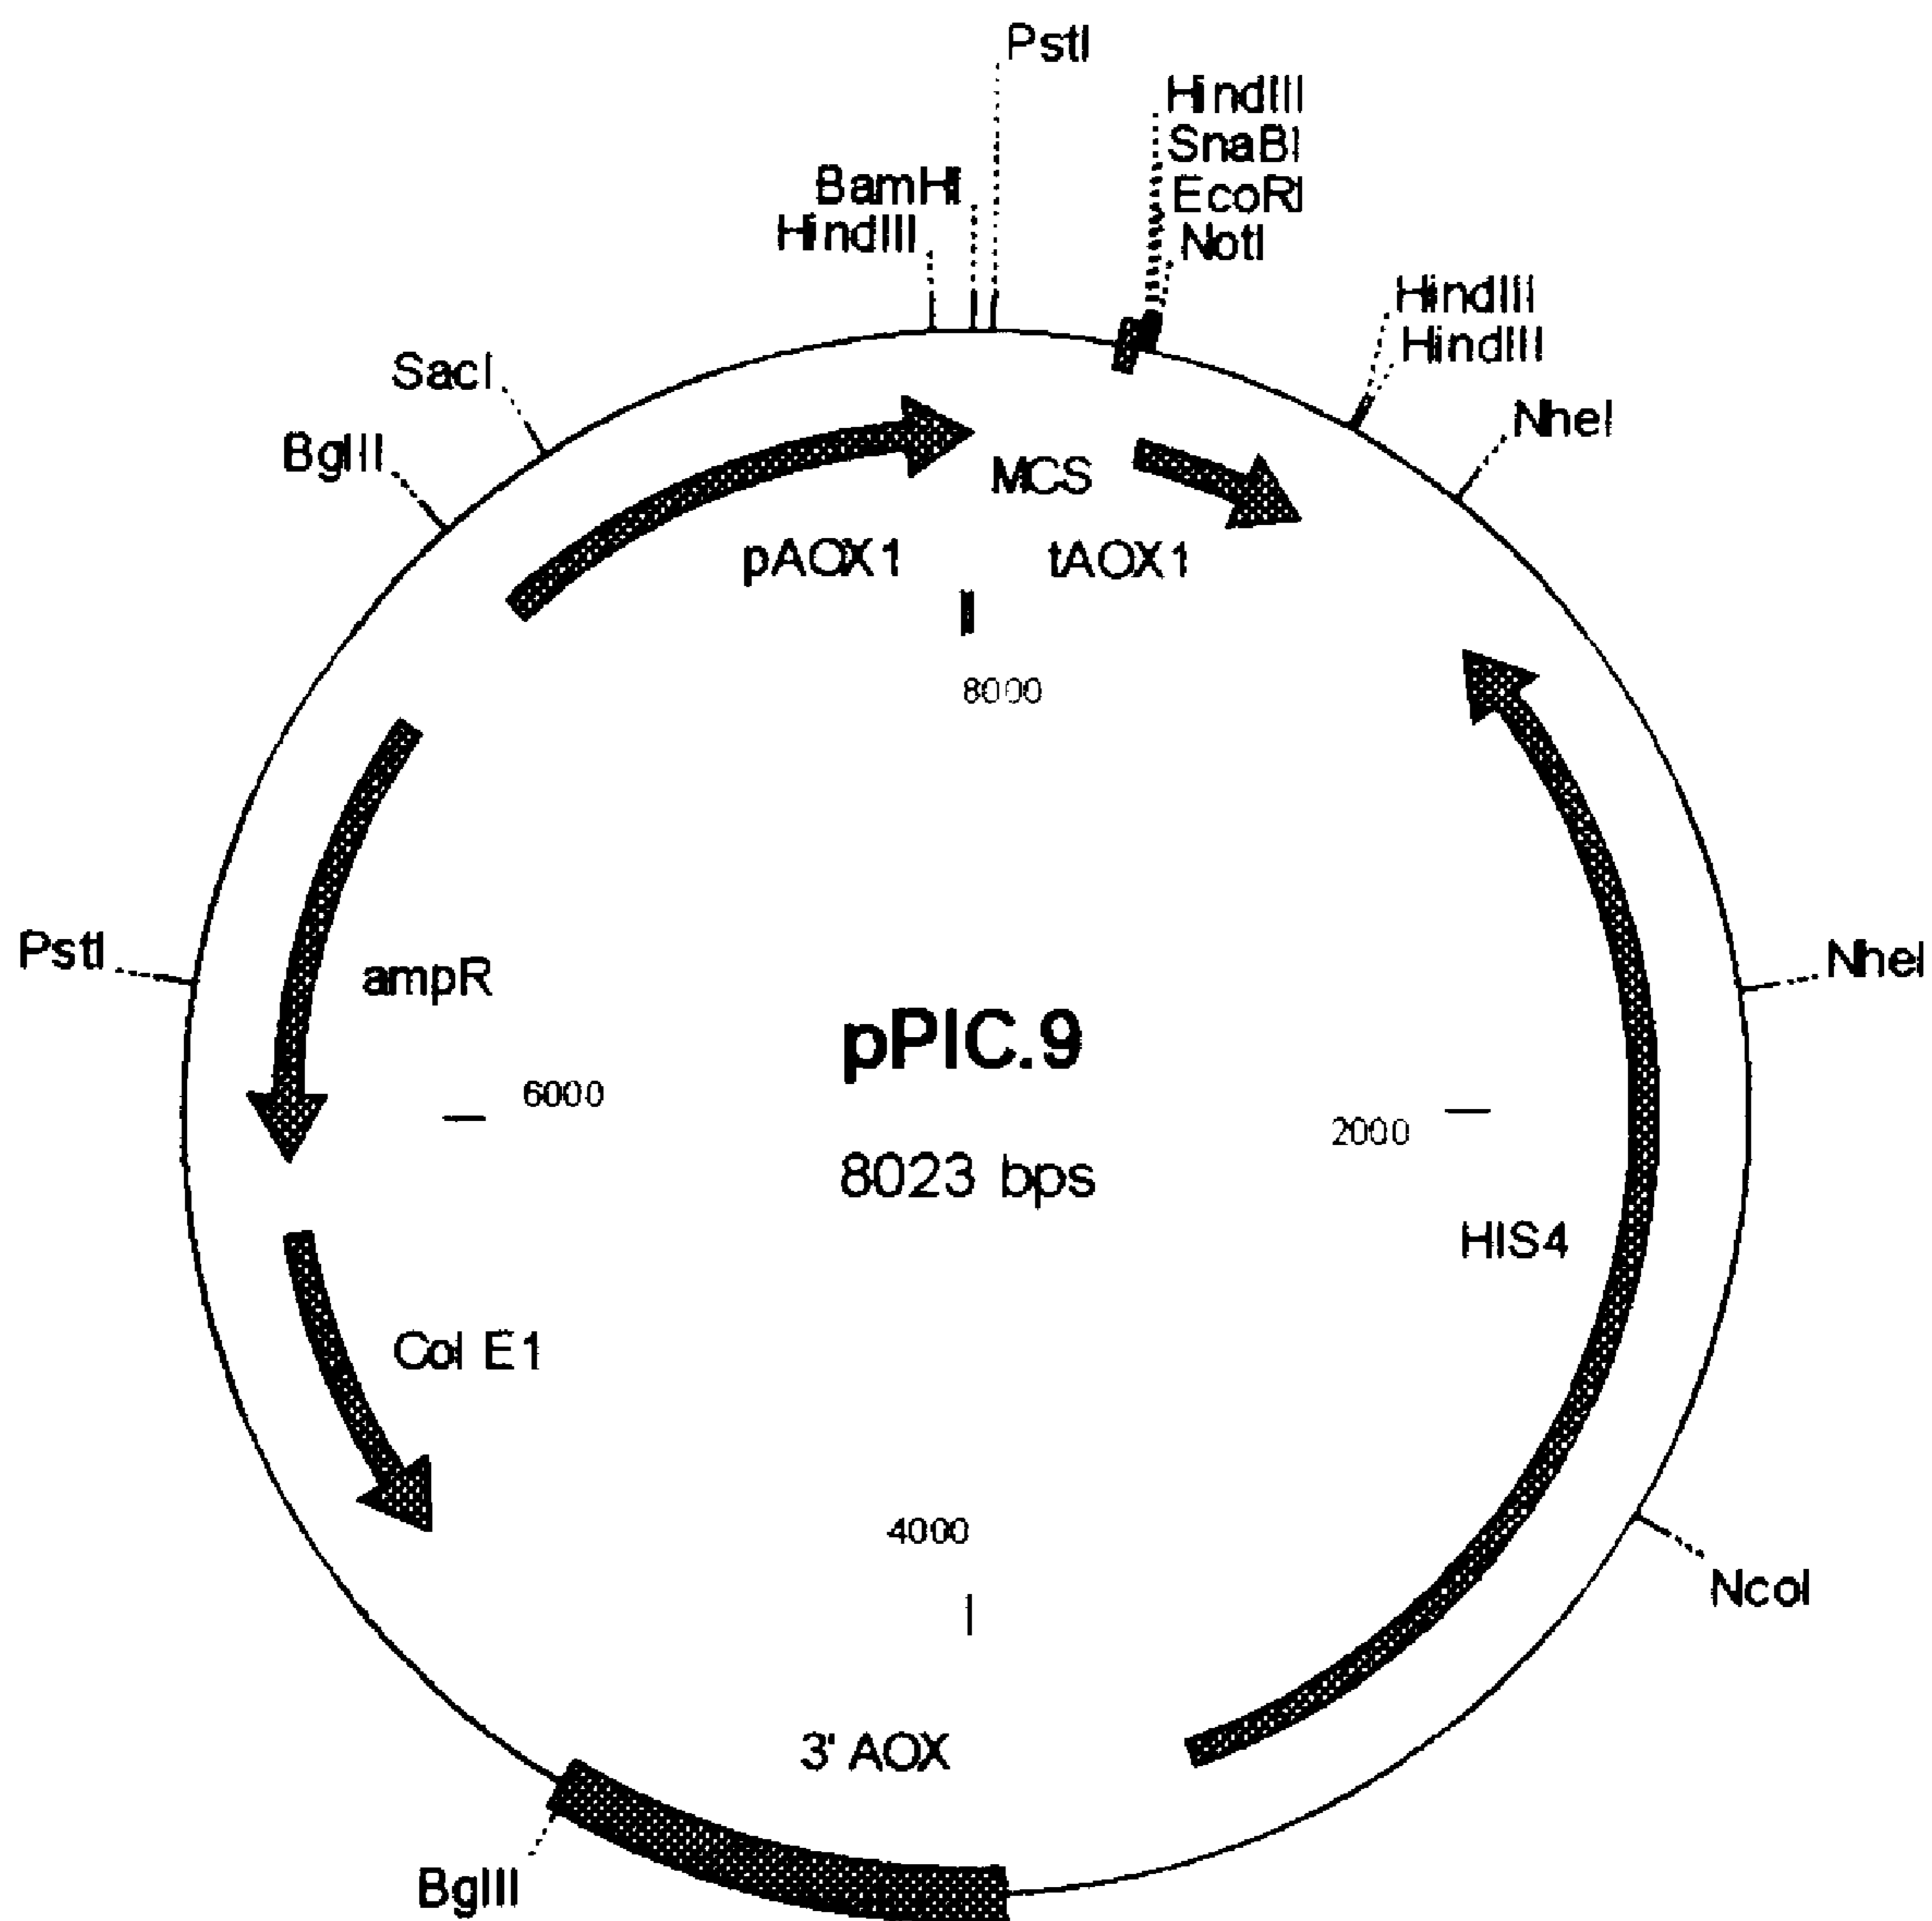 PstI
HindIII
SnaBI
EcoRI
NotI
BamHI
HindIII
HindIII
HindIII
SacI
NheI
BglII
MCS
pAOX1
tAOX1
8000
PstI
ampR
NheI
pPIC.9
6000
2000
8023 bps
HIS4
Col E1
4000
NcoI
3' AOX
BglII